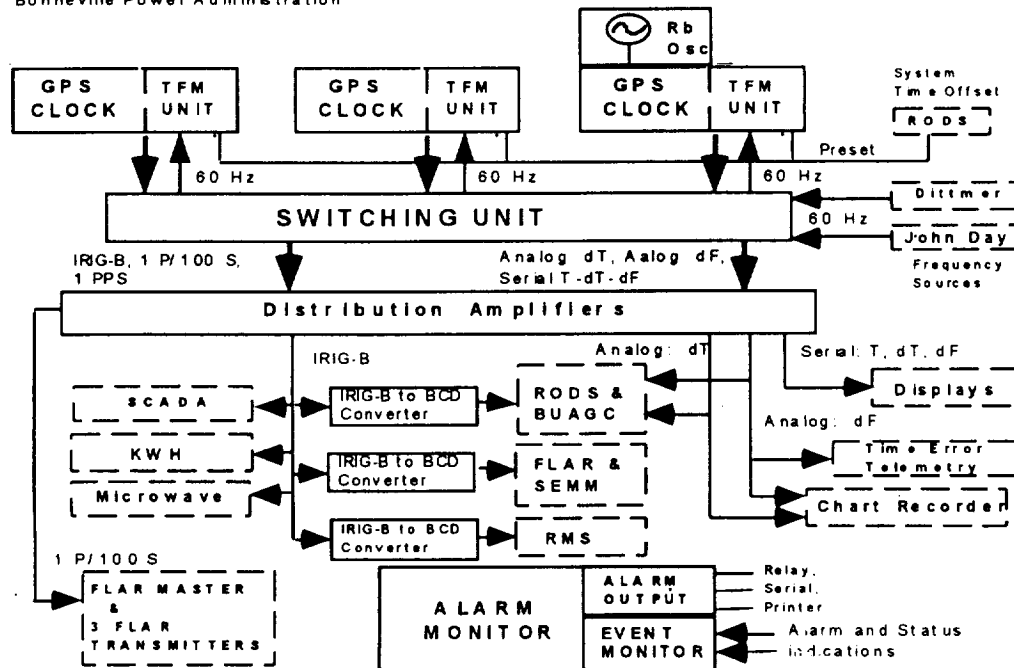 Bonneville Power Administration
Rb
Osc
GPS
CLOCK
TFM
UNIT
GPS
CLOCK
TFM
UNIT
GPS
CLOCK
TFM
UNIT
System
Time Offset
RODS
Preset
60 Hz
60 Hz
60 Hz
SWITCHING UNIT
Dittmer
60 Hz
John Day
Frequency
Sources
IRIG-B, 1 P/100 S,
1 PPS
Analog dT, Aalog dF,
Serial T-dT-dF
Distribution Amplifiers
IRIG-B
Analog: dT
Serial: T, dT, dF
SCADA
IRIG-B to BCD
Converter
RODS &
BUAGC
Displays
Analog: dF
KWH
IRIG-B to BCD
Converter
FLAR &
SEMM
Time Error
Telemetry
Microwave
Chart Recorder
IRIG-B to BCD
Converter
RMS
1 P/100 S
FLAR MASTER
&
3 FLAR
TRANSMITTERS
ALARM
MONITOR
ALARM
OUTPUT
Relay,
Serial,
Printer
EVENT
MONITOR
Alarm and Status
indications